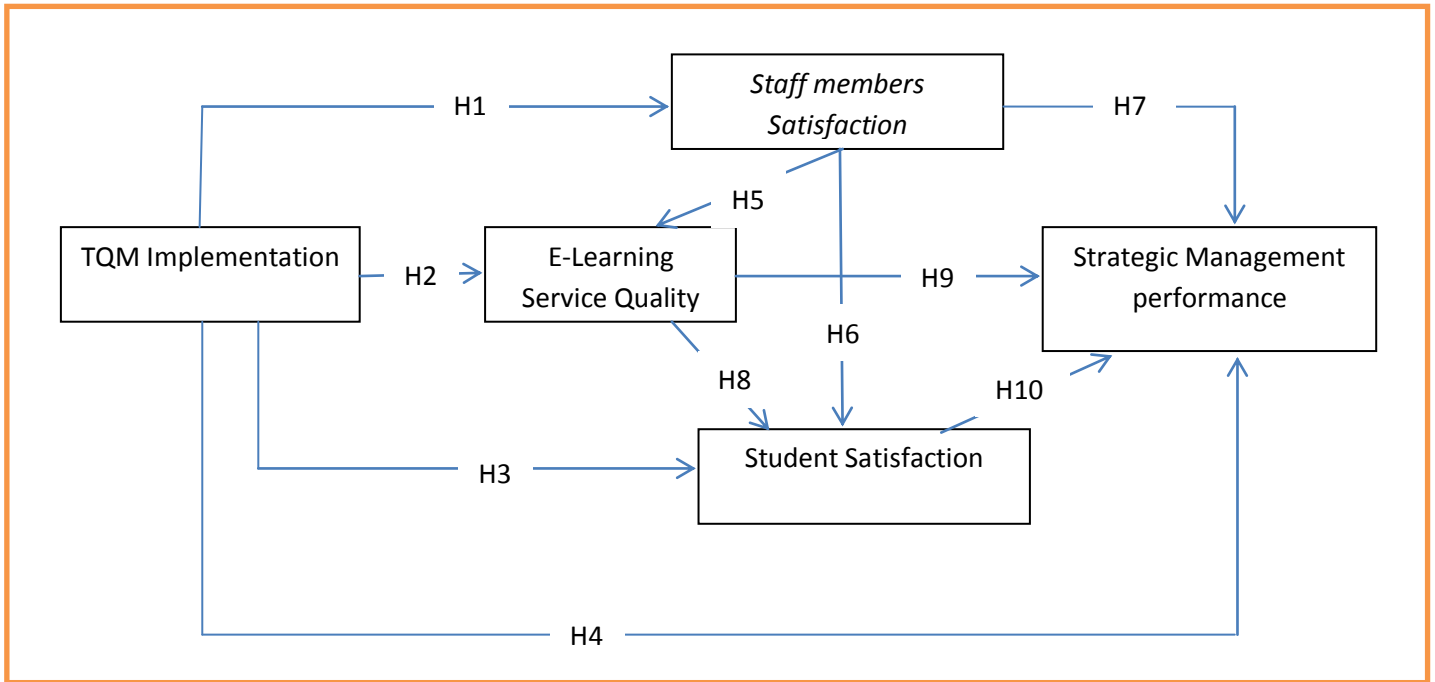 Staff members
Satisfaction
H1
H7
H5
TQM Implementation
E-Learning
Service Quality
Strategic Management
performance
H2
H9
H6
H8
H10
Student Satisfaction
H3
H4